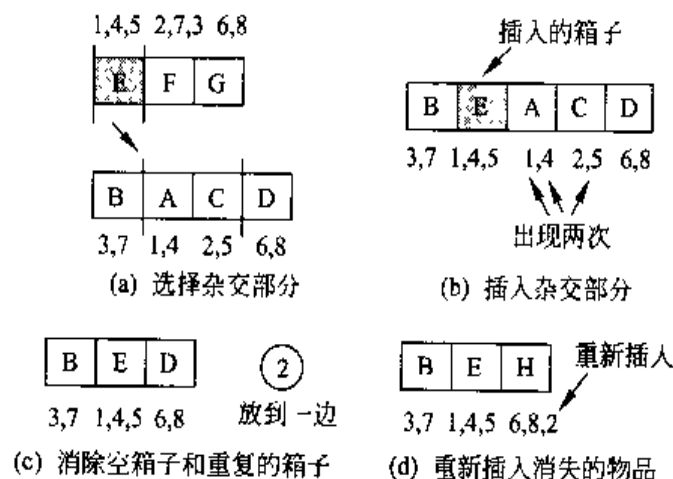 1,4,5 2,7,3 6,8
E F G
B A C D
3,7 1,4 2,5 6,8
(a) 选择杂交部分
插入的箱子
B E A C D
3,7 1,4,5 1,4 2,5 6,8
出现两次
(b) 插入杂交部分
B E D
3,7 1,4,5 6,8
2
放到一边
(c) 消除空箱子和重复的箱子
重新插入
B E H
3,7 1,4,5 6,8,2
(d) 重新插入消失的物品